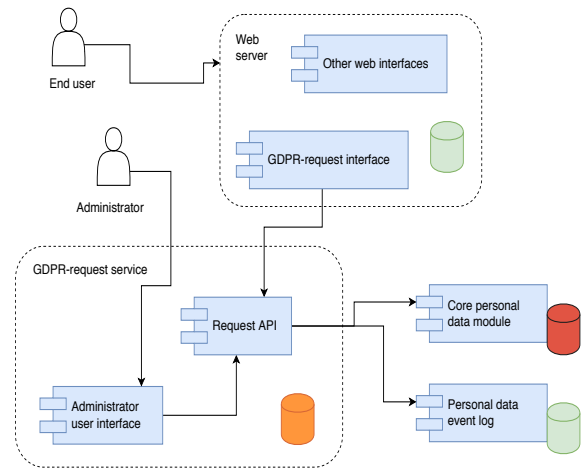 Web
server
Other web interfaces
End user
GDPR-request interface
Administrator
GDPR-request service
Request API
Core personal
data module
Administrator
user interface
Personal data
event log